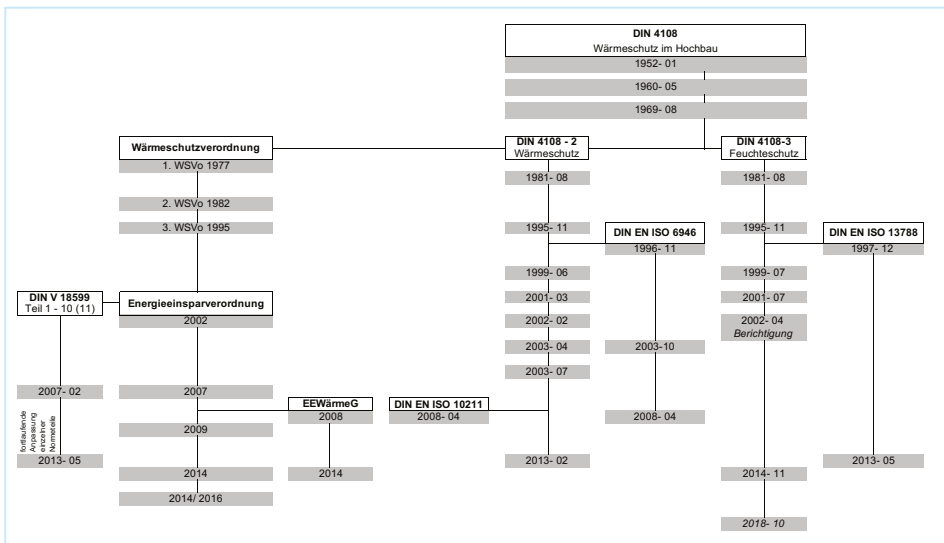 DIN 4108
Wärmeschutz im Hochbau
1952- 01
1960- 05
1969- 08
Wärmeschutzverordnung
1. WSVo 1977
2. WSVo 1982
3. WSVo 1995
DIN 4108 - 2
Wärmeschutz
1981- 08
1995- 11
1999- 06
2001- 03
2002- 02
2003- 04
2003- 07
2013- 02
DIN 4108-3
Feuchteschutz
1981- 08
1995- 11
1999- 07
2001- 07
2002- 04
Berichtigung
2014- 11
2018- 10
DIN EN ISO 6946
1996- 11
2003-10
2008- 04
DIN EN ISO 13788
1997- 12
2013- 05
DIN V 18599
Teil 1 - 10 (11)
2007- 02
fortlaufende
Anpassung
einzelner
Normteile
2013- 05
Energieeinsparverordnung
2002
2007
2009
2014
2014/ 2016
EEWärmeG
2008
2014
DIN EN ISO 10211
2008- 04